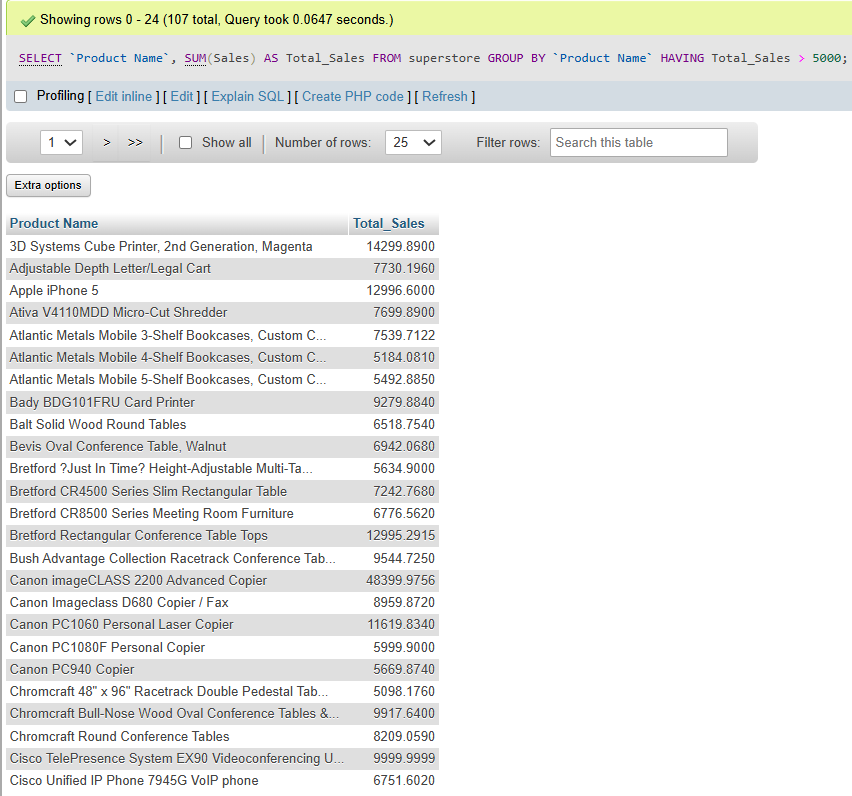 Showing rows 0 - 24 (107 total, Query took 0.0647 seconds.)
SELECT `Product Name`, SUM(Sales) AS Total_Sales FROM superstore GROUP BY `Product Name` HAVING Total_Sales > 5000;
Profiling [ Edit inline ] [ Edit ] [ Explain SQL ] [ Create PHP code ] [ Refresh ]
1 > >> | Show all | Number of rows: 25 Filter rows: Search this table
Extra options
Product Name Total_Sales
3D Systems Cube Printer, 2nd Generation, Magenta 14299.8900
Adjustable Depth Letter/Legal Cart 7730.1960
Apple iPhone 5 12996.6000
Ativa V4110MDD Micro-Cut Shredder 7699.8900
Atlantic Metals Mobile 3-Shelf Bookcases, Custom C... 7539.7122
Atlantic Metals Mobile 4-Shelf Bookcases, Custom C... 5184.0810
Atlantic Metals Mobile 5-Shelf Bookcases, Custom C... 5492.8850
Bady BDG101FRU Card Printer 9279.8840
Balt Solid Wood Round Tables 6518.7540
Bevis Oval Conference Table, Walnut 6942.0680
Bretford ?Just In Time? Height-Adjustable Multi-Ta... 5634.9000
Bretford CR4500 Series Slim Rectangular Table 7242.7680
Bretford CR8500 Series Meeting Room Furniture 6776.5620
Bretford Rectangular Conference Table Tops 12995.2915
Bush Advantage Collection Racetrack Conference Tab... 9544.7250
Canon imageCLASS 2200 Advanced Copier 48399.9756
Canon Imageclass D680 Copier / Fax 8959.8720
Canon PC1060 Personal Laser Copier 11619.8340
Canon PC1080F Personal Copier 5999.9000
Canon PC940 Copier 5669.8740
Chromcraft 48" x 96" Racetrack Double Pedestal Tab... 5098.1760
Chromcraft Bull-Nose Wood Oval Conference Tables &... 9917.6400
Chromcraft Round Conference Tables 8209.0590
Cisco TelePresence System EX90 Videoconferencing U... 9999.9999
Cisco Unified IP Phone 7945G VoIP phone 6751.6020